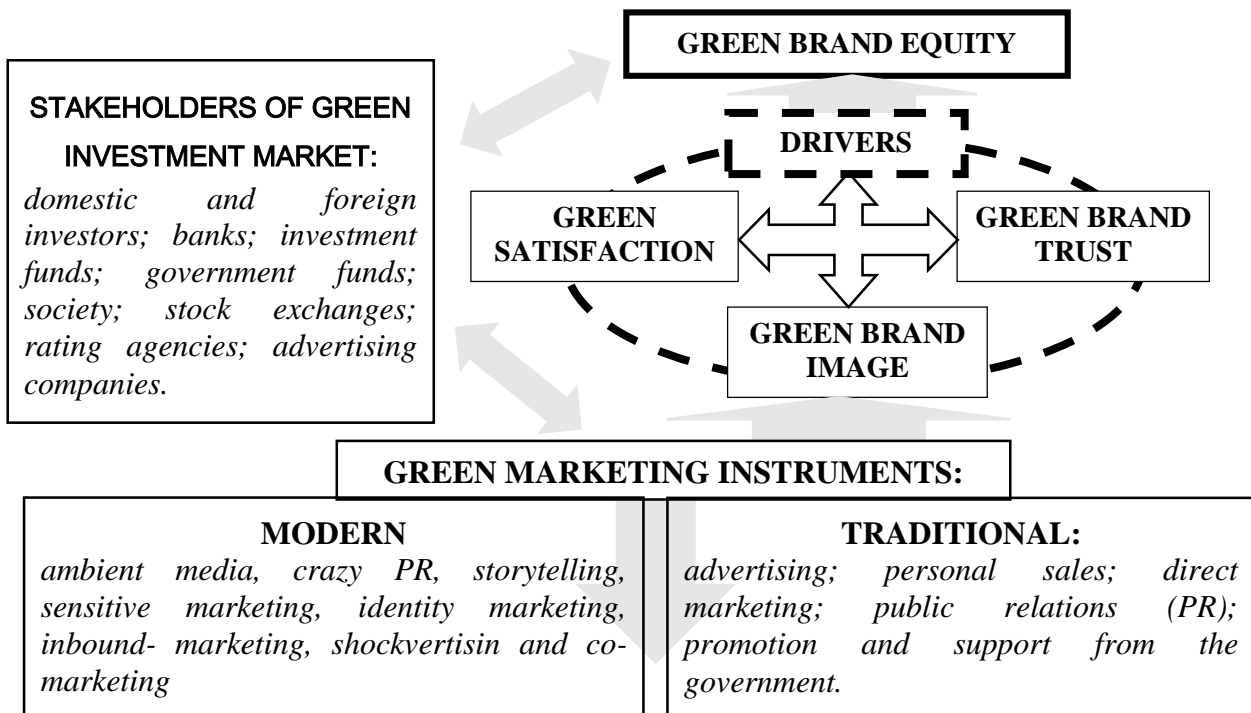 GREEN BRAND EQUITY
STAKEHOLDERS OF GREEN
INVESTMENT MARKET:
domestic and foreign
investors; banks; investment
funds; government funds;
society; stock exchanges;
rating agencies; advertising
companies.
DRIVERS
GREEN
SATISFACTION
GREEN BRAND
TRUST
GREEN BRAND
IMAGE
GREEN MARKETING INSTRUMENTS:
MODERN
ambient media, crazy PR, storytelling,
sensitive marketing, identity marketing,
inbound- marketing, shockvertisin and co-
marketing
TRADITIONAL:
advertising; personal sales; direct
marketing; public relations (PR);
promotion and support from the
government.